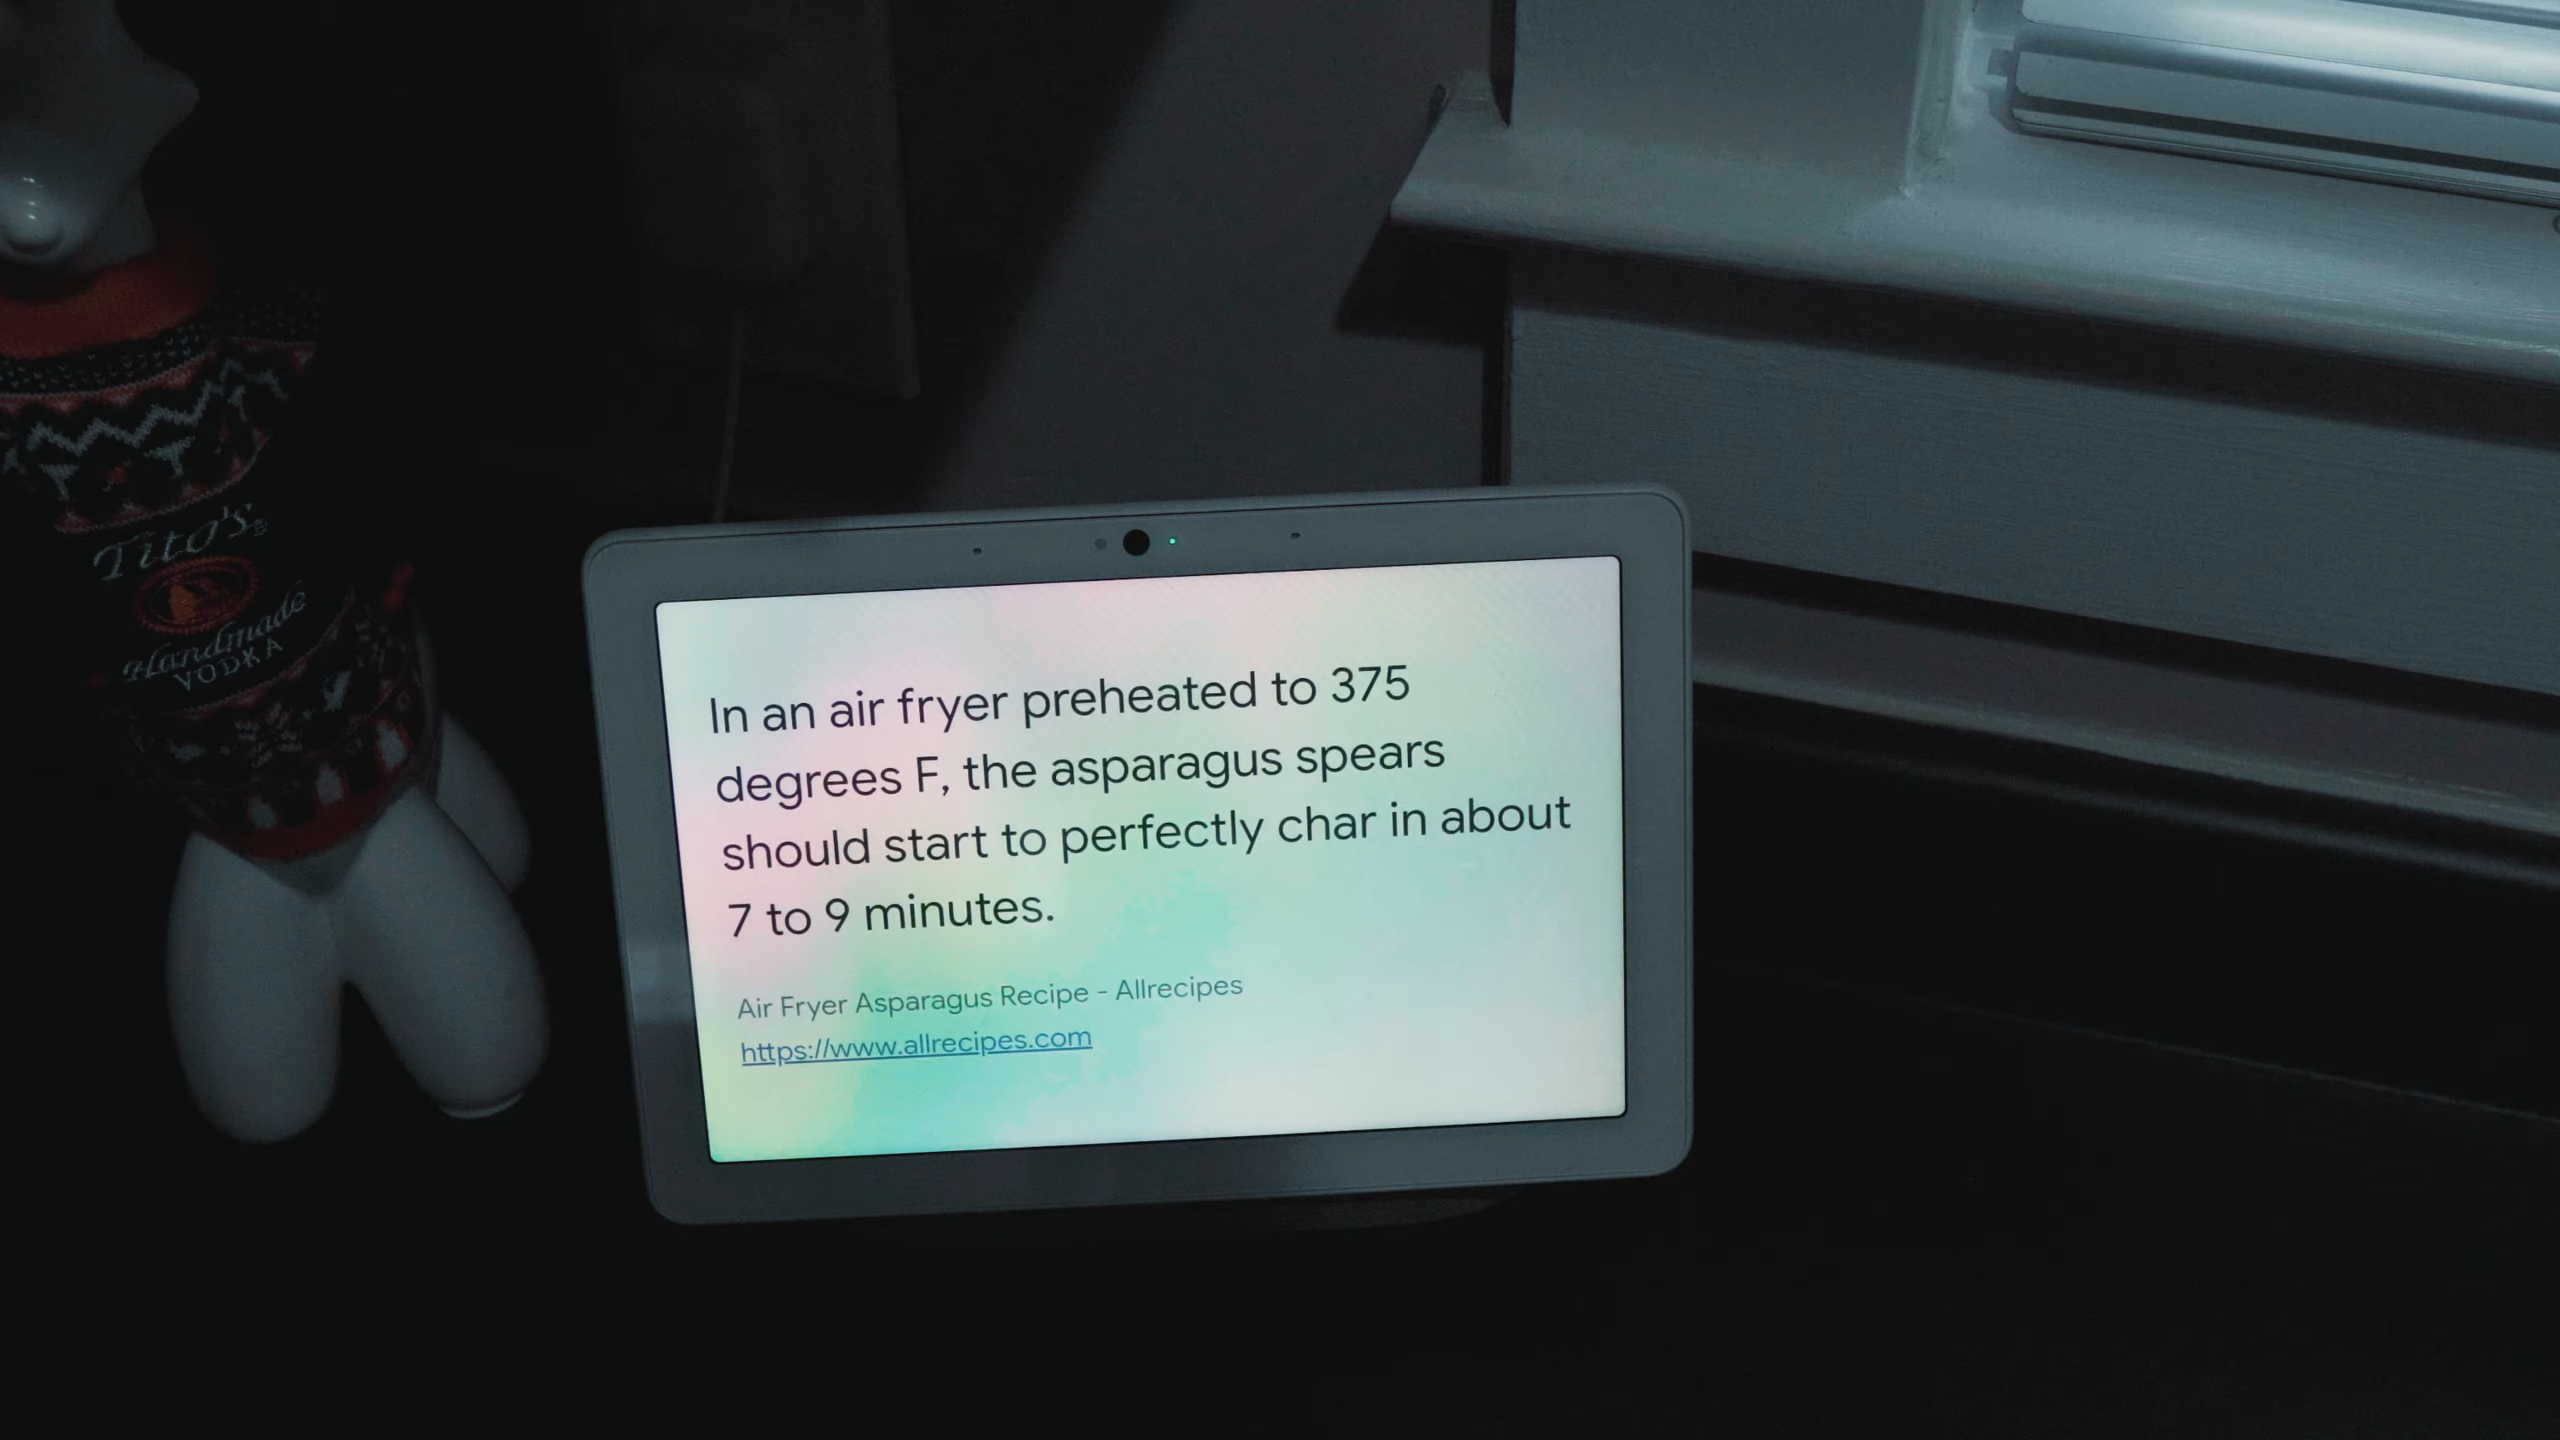 Tito's®
Handmade
VODKA
In an air fryer preheated to 375
degrees F, the asparagus spears
should start to perfectly char in about
7 to 9 minutes.
Air Fryer Asparagus Recipe - Allrecipes
https://www.allrecipes.com